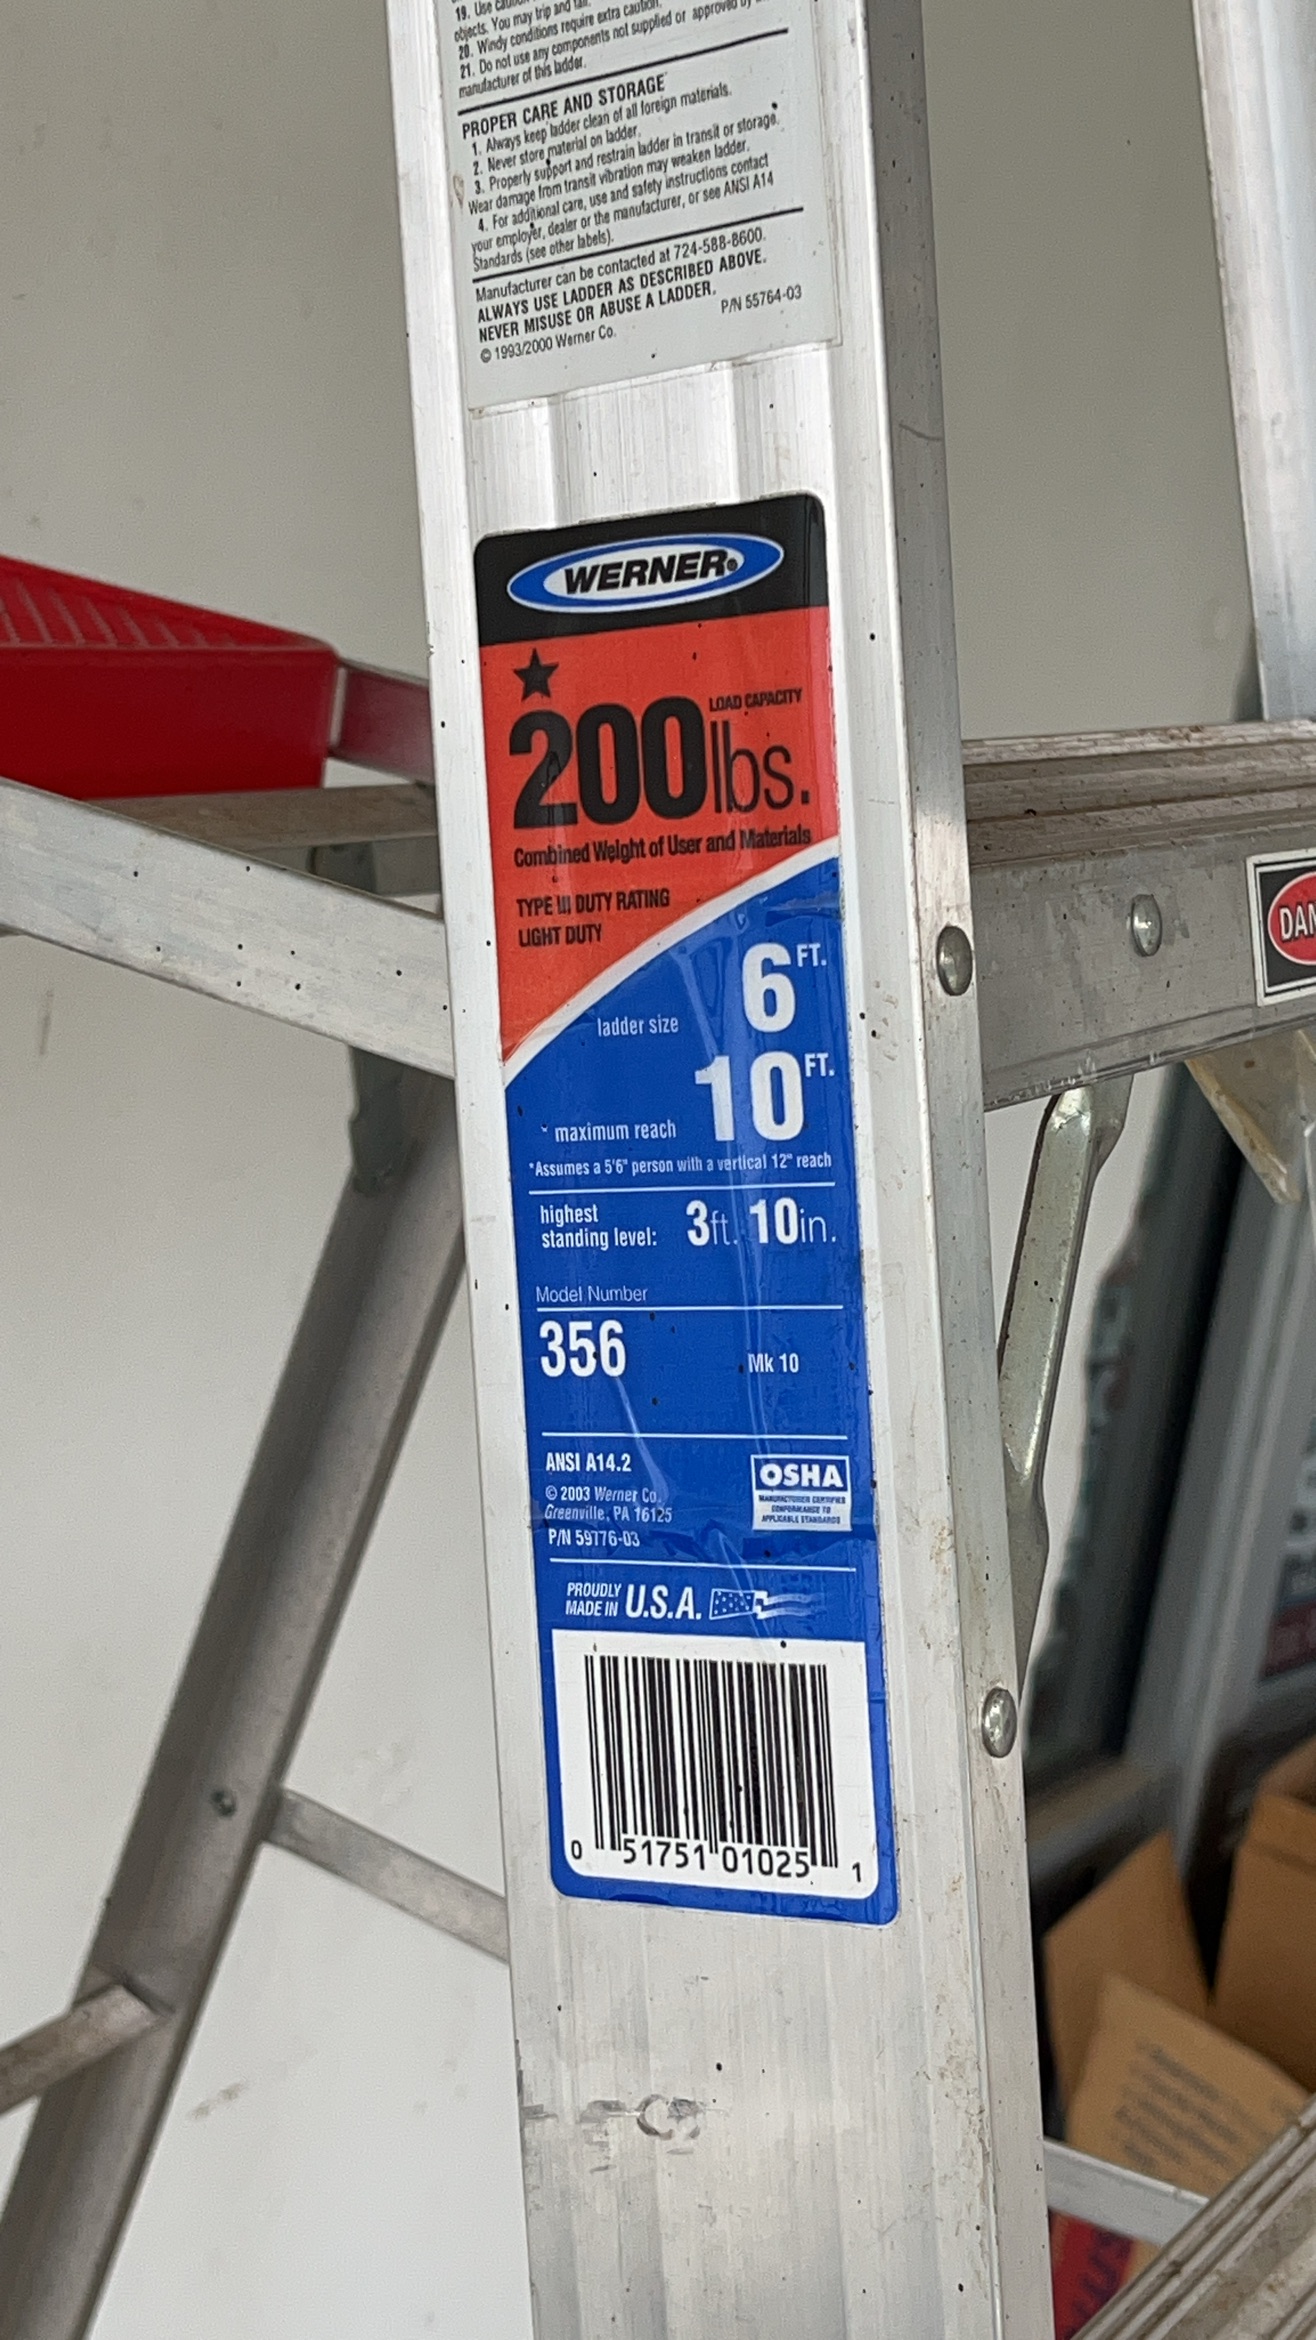 19. Use
objects. You may trip and fall.
20. Windy conditions require extra caution.
21. Do not use any components not supplied or approved by
manufacturer of this ladder.
PROPER CARE AND STORAGE
1. Always keep ladder clean of all foreign materials.
2. Never store material on ladder.
3. Properly support and restrain ladder in transit or storage.
Wear damage from transit vibration may weaken ladder.
4. For additional care, use and safety instructions contact
your employer, dealer or the manufacturer, or see ANSI A14
Standards (see other labels).
Manufacturer can be contacted at 724-588-8600.
ALWAYS USE LADDER AS DESCRIBED ABOVE.
NEVER MISUSE OR ABUSE A LADDER.
P/N 55764-03
© 1993/2000 Werner Co.
WERNER®
LOAD CAPACITY
200lbs.
Combined Weight of User and Materials
TYPE III DUTY RATING
LIGHT DUTY
ladder size 6 FT.
* maximum reach 10 FT.
*Assumes a 5'6" person with a vertical 12" reach
highest
standing level: 3ft. 10in.
Model Number
356 Mk 10
ANSI A14.2
© 2003 Werner Co.
Greenville, PA 16125
P/N 59776-03
OSHA
MANUFACTURER CERTIFIES
CONFORMANCE TO
APPLICABLE STANDARDS
PROUDLY
MADE IN U.S.A.
0 51751 01025 1
DAN